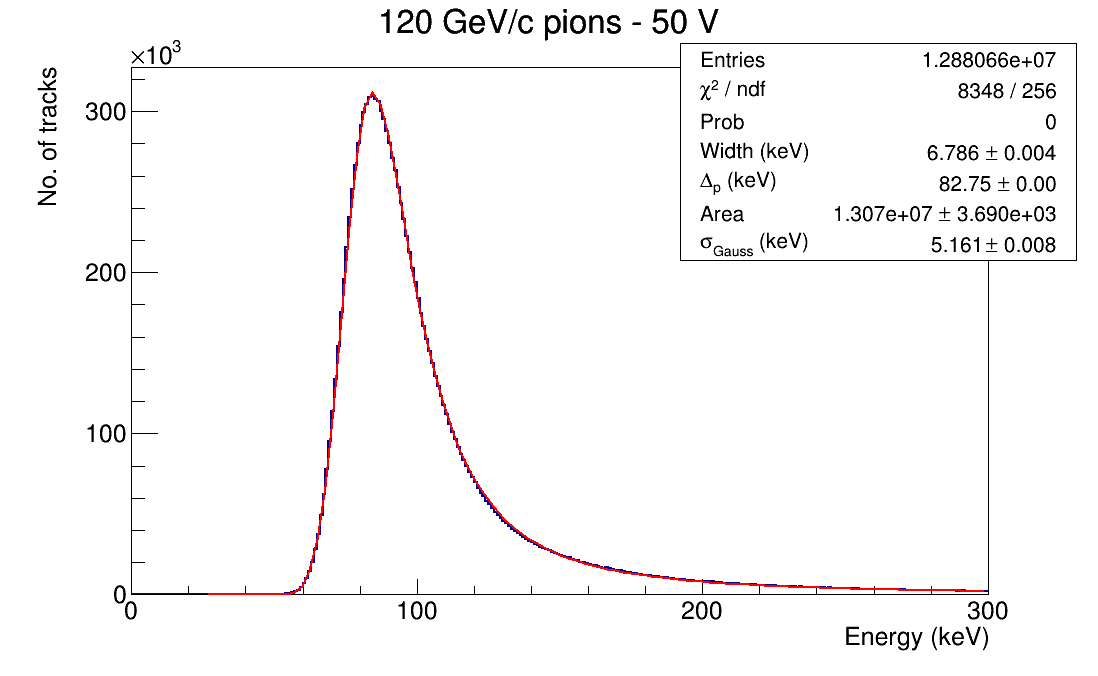 120 GeV/c pions - 50 V
×10³
No. of tracks
Entries 1.288066e+07
χ² / ndf 8348 / 256
Prob 0
Width (keV) 6.786 ± 0.004
Δp (keV) 82.75 ± 0.00
Area 1.307e+07 ± 3.690e+03
σGauss (keV) 5.161 ± 0.008
300
200
100
0
0 100 200 300
Energy (keV)